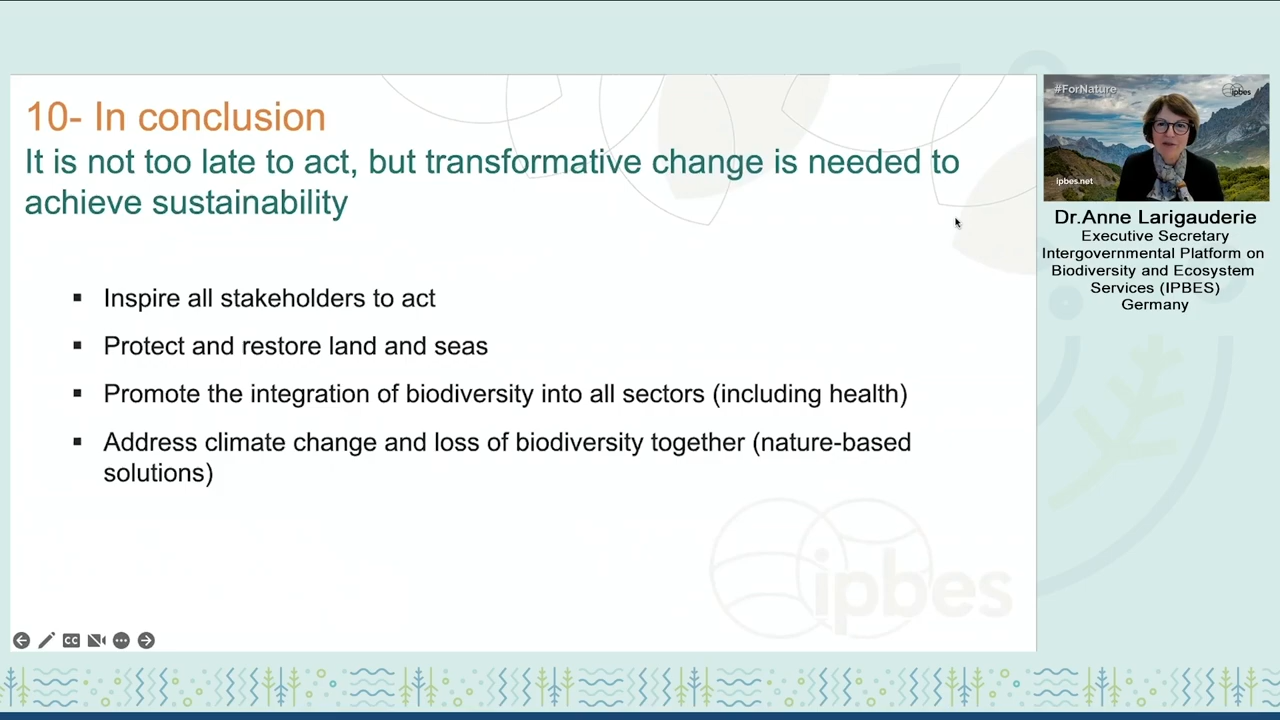 10- In conclusion
It is not too late to act, but transformative change is needed to
achieve sustainability
▪ Inspire all stakeholders to act
▪ Protect and restore land and seas
▪ Promote the integration of biodiversity into all sectors (including health)
▪ Address climate change and loss of biodiversity together (nature-based
solutions)
ipbes
CC
#ForNature
ipbes
ipbes.net
Dr.Anne Larigauderie
Executive Secretary
Intergovernmental Platform on
Biodiversity and Ecosystem
Services (IPBES)
Germany